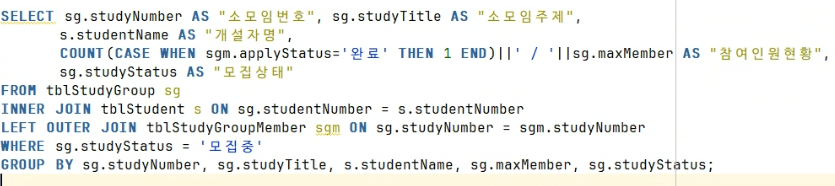 SELECT sg.studyNumber AS "소모임번호", sg.studyTitle AS "소모임주제",
s.studentName AS "개설자명",
COUNT(CASE WHEN sgm.applyStatus='완료' THEN 1 END)||' / '||sg.maxMember AS "참여인원현황",
sg.studyStatus AS "모집상태"
FROM tblStudyGroup sg
INNER JOIN tblStudent s ON sg.studentNumber = s.studentNumber
LEFT OUTER JOIN tblStudyGroupMember sgm ON sg.studyNumber = sgm.studyNumber
WHERE sg.studyStatus = '모집중'
GROUP BY sg.studyNumber, sg.studyTitle, s.studentName, sg.maxMember, sg.studyStatus;